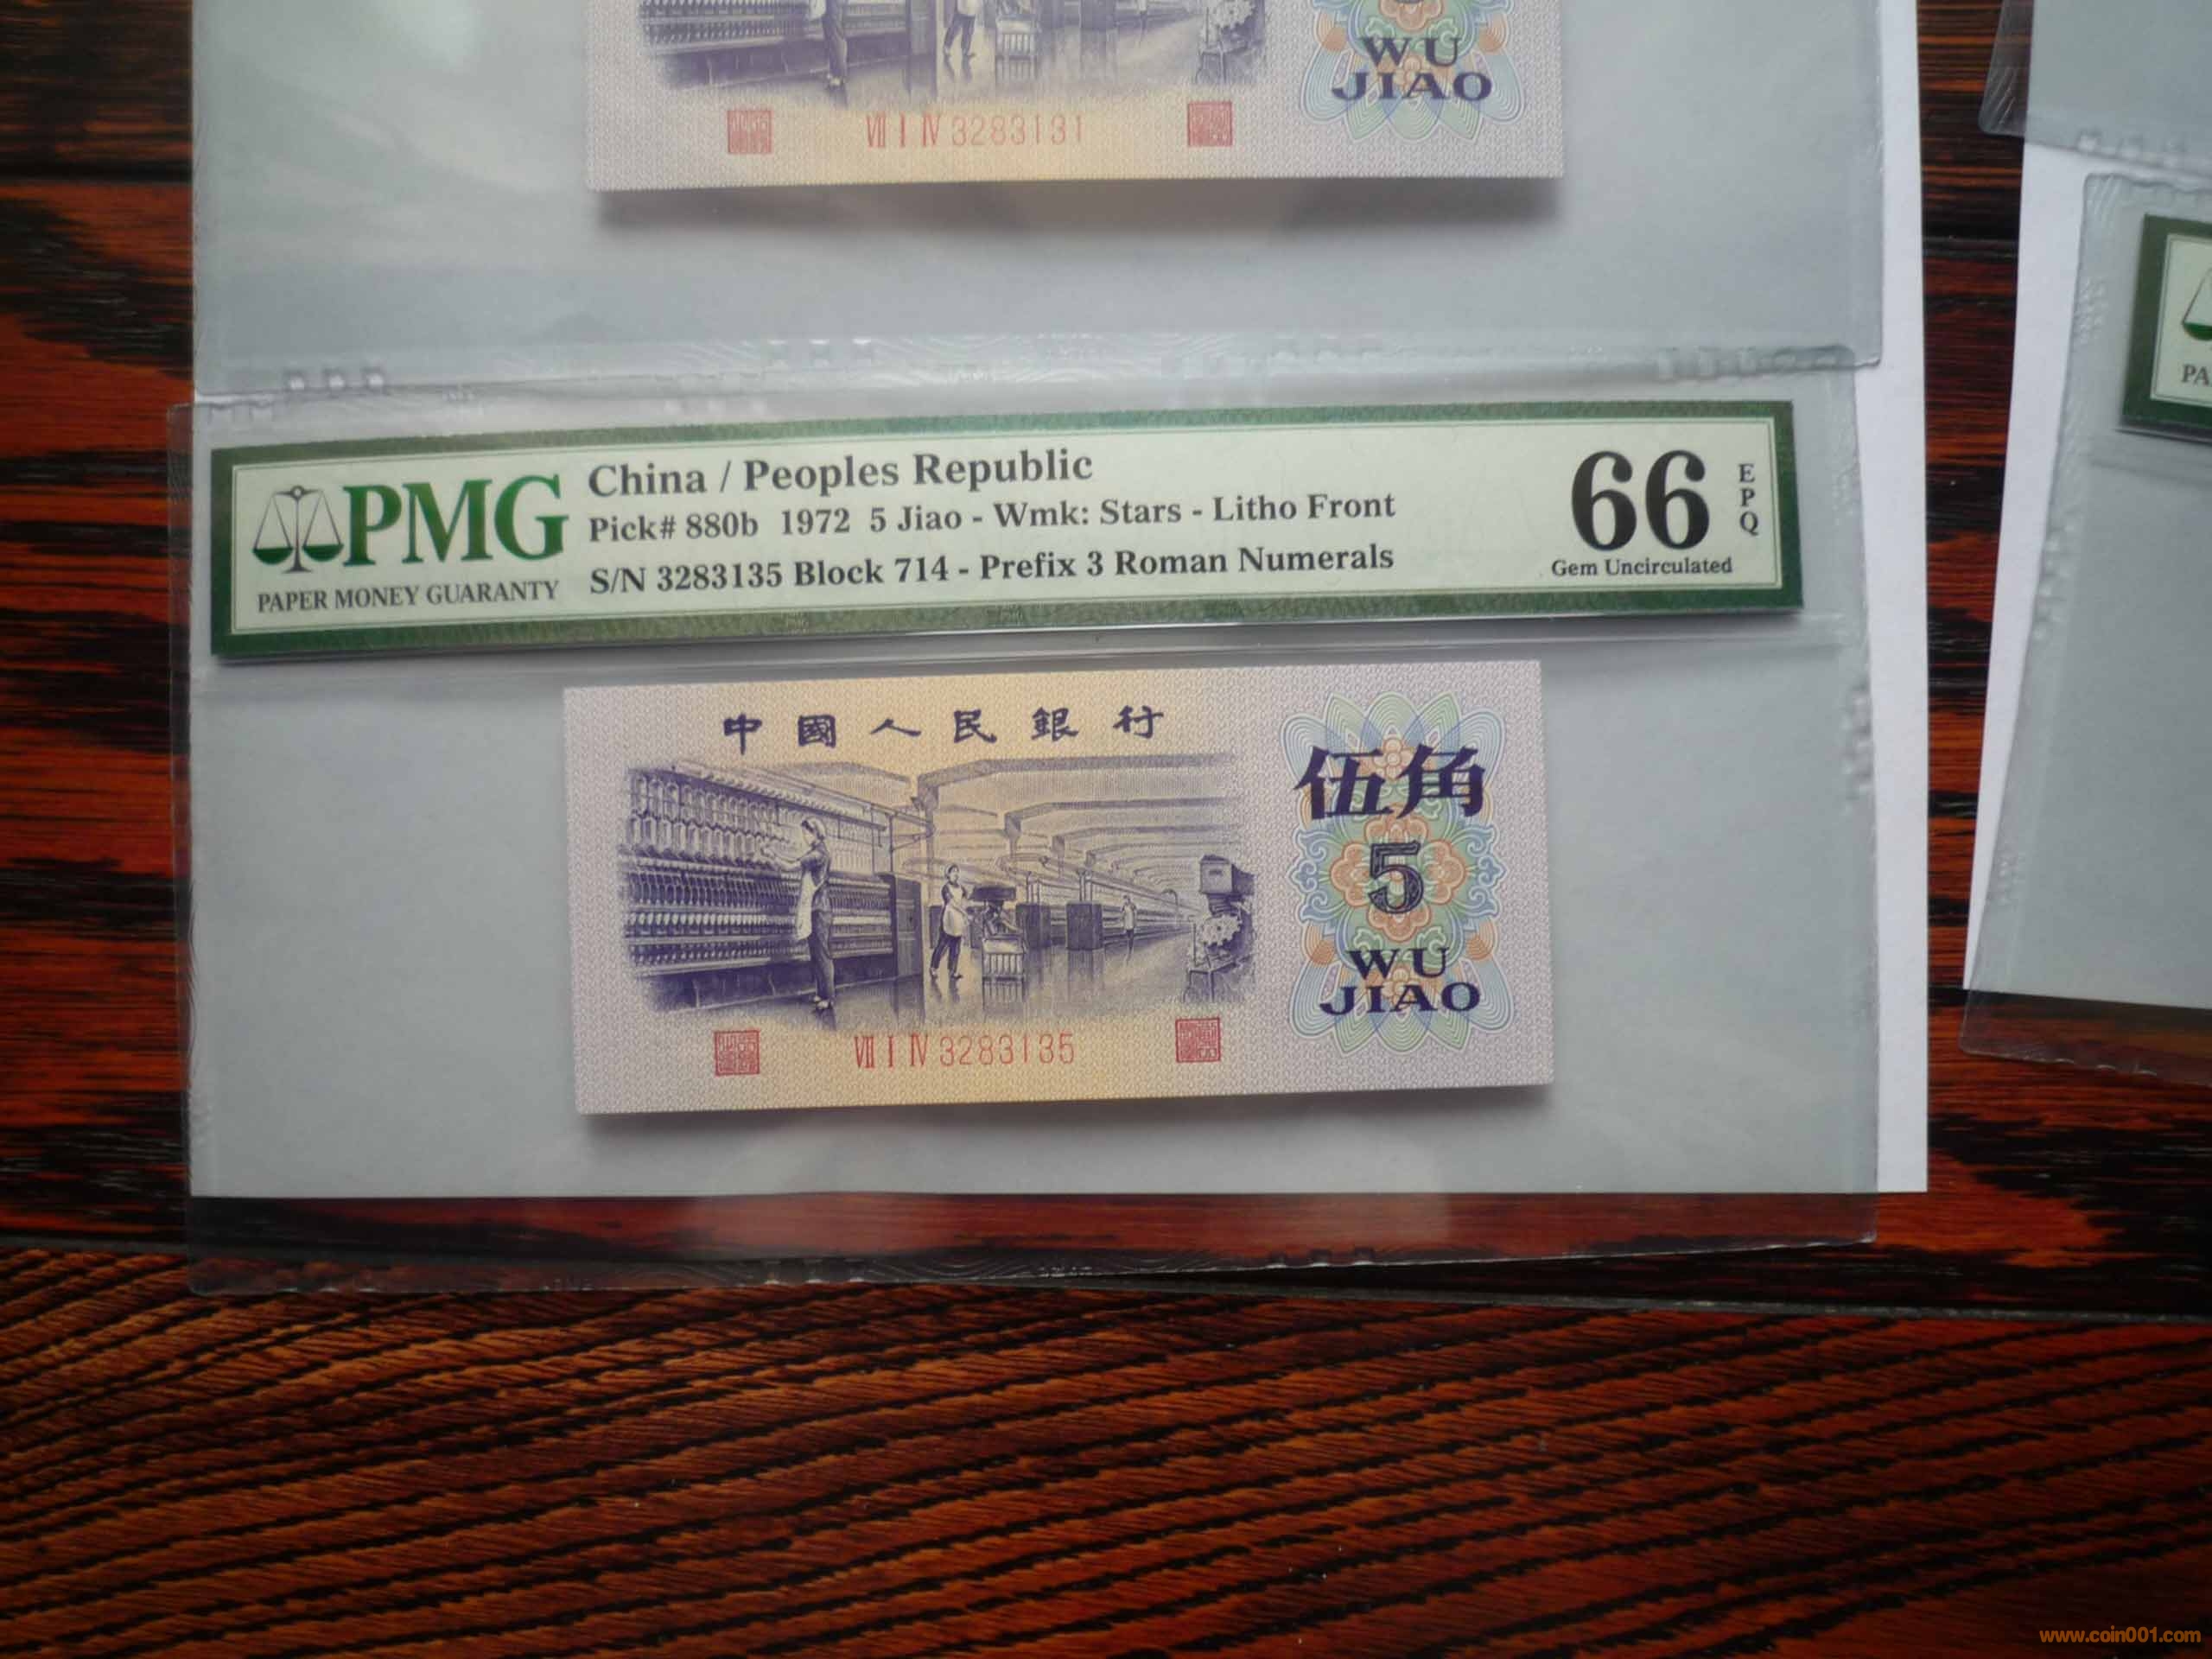 WU
JIAO
Ⅶ Ⅰ Ⅳ 3283131
PMG
PAPER MONEY GUARANTY
China / Peoples Republic
Pick# 880b 1972 5 Jiao - Wmk: Stars - Litho Front
S/N 3283135 Block 714 - Prefix 3 Roman Numerals
66
EPQ
Gem Uncirculated
PA
中國人民銀行
伍角
5
WU
JIAO
Ⅶ Ⅰ Ⅳ 3283135
www.coin001.com